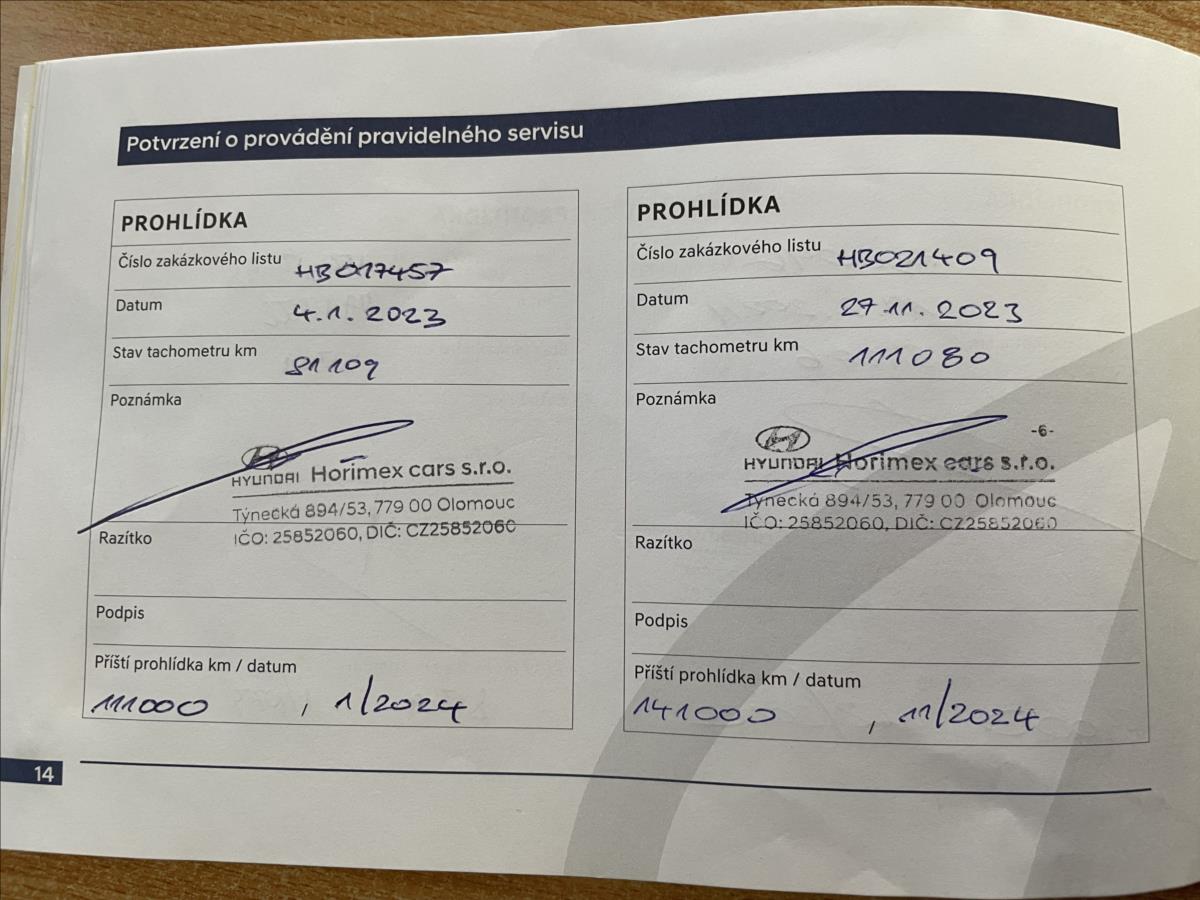 Potvrzení o provádění pravidelného servisu
PROHLÍDKA
Číslo zakázkového listu HB017457
Datum 4.1. 2023
Stav tachometru km 81109
Poznámka
HYUNDAI Horimex cars s.r.o.
Týnecká 894/53, 779 00 Olomouc
IČO: 25852060, DIČ: CZ25852060
Razítko
Podpis
Příští prohlídka km / datum
111000 , 1/2024
PROHLÍDKA
Číslo zakázkového listu HB021409
Datum 27.11. 2023
Stav tachometru km 111080
Poznámka
-6-
HYUNDAI Horimex cars s.r.o.
Týnecká 894/53, 779 00 Olomouc
IČO: 25852060, DIČ: CZ25852060
Razítko
Podpis
Příští prohlídka km / datum
141000 , 11/2024
14